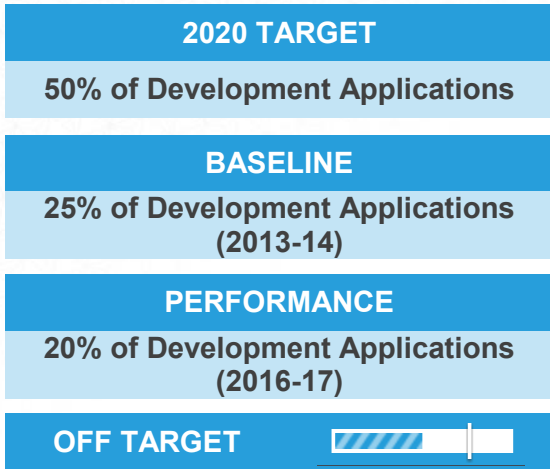 2020 TARGET
50% of Development Applications
BASELINE
25% of Development Applications
(2013-14)
PERFORMANCE
20% of Development Applications
(2016-17)
OFF TARGET